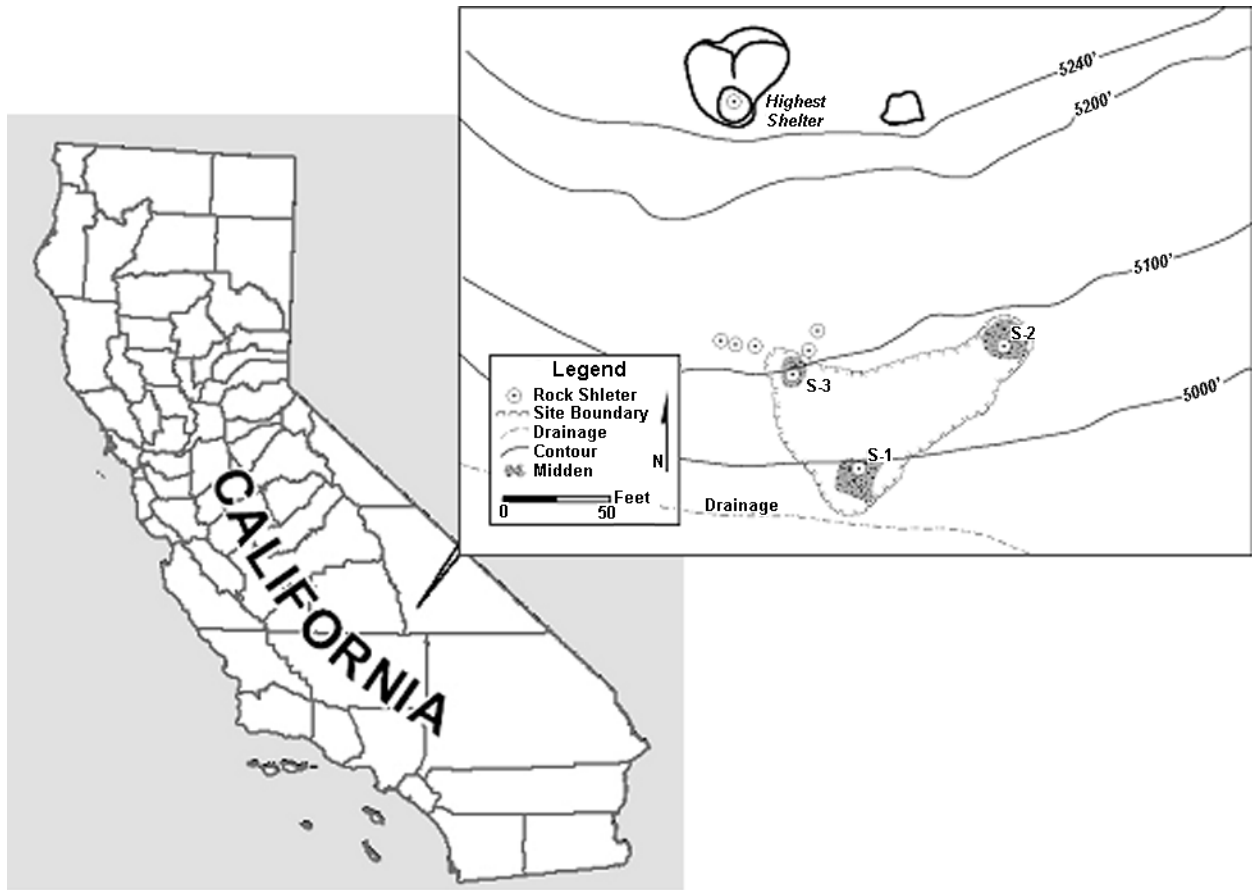 5240'
5200'
Highest
Shelter
5100'
S-2
S-3
5000'
S-1
Legend
Rock Shleter
Site Boundary
Drainage
Contour
Midden
N
Feet
0 50
Drainage
CALIFORNIA